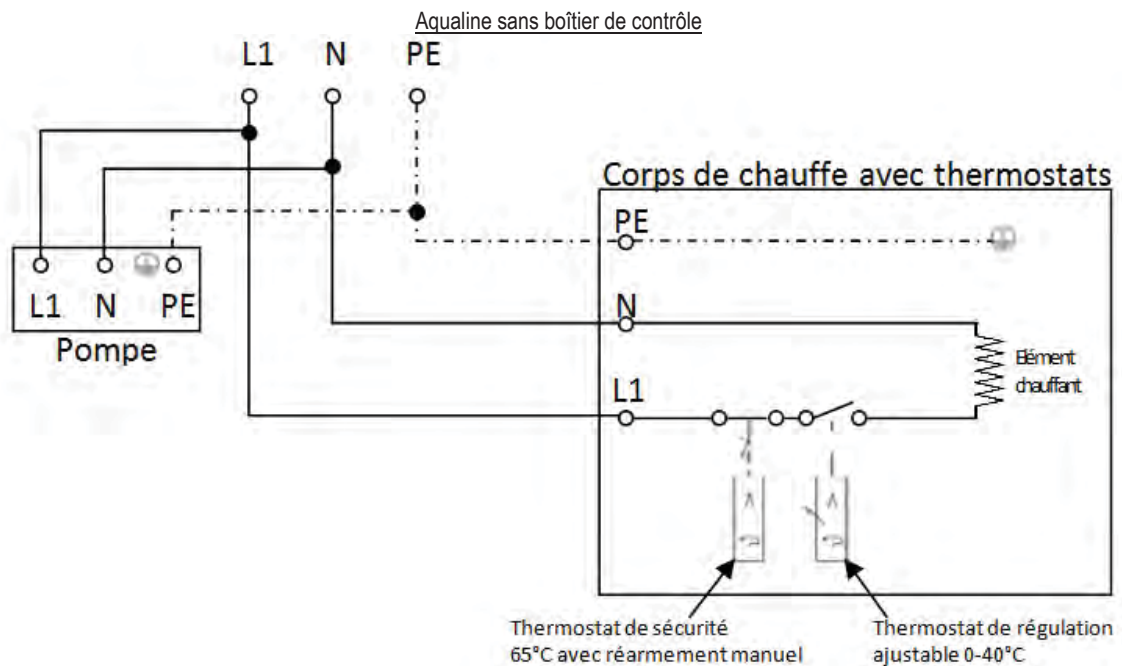 Aqualine sans boîtier de contrôle
L1 N PE
Corps de chauffe avec thermostats
PE
L1 N PE
Pompe
N
Elément
chauffant
L1
Thermostat de sécurité
65°C avec réarmement manuel
Thermostat de régulation
ajustable 0-40°C